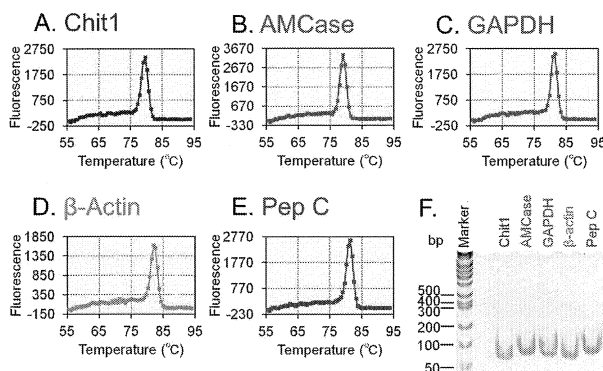 A. Chit1
Fluorescence
2750
1750
750
-250
55 65 75 85 95
Temperature (°C)
B. AMCase
Fluorescence
3670
2670
1670
670
-330
55 65 75 85 95
Temperature (°C)
C. GAPDH
Fluorescence
2750
1750
750
-250
55 65 75 85 95
Temperature (°C)
D. β-Actin
Fluorescence
1850
1350
850
350
-150
55 65 75 85 95
Temperature (°C)
E. Pep C
Fluorescence
2770
1770
770
-230
55 65 75 85 95
Temperature (°C)
F.
bp
Marker
Chit1
AMCase
GAPDH
β-actin
Pep C
500
400
300
200
100
50